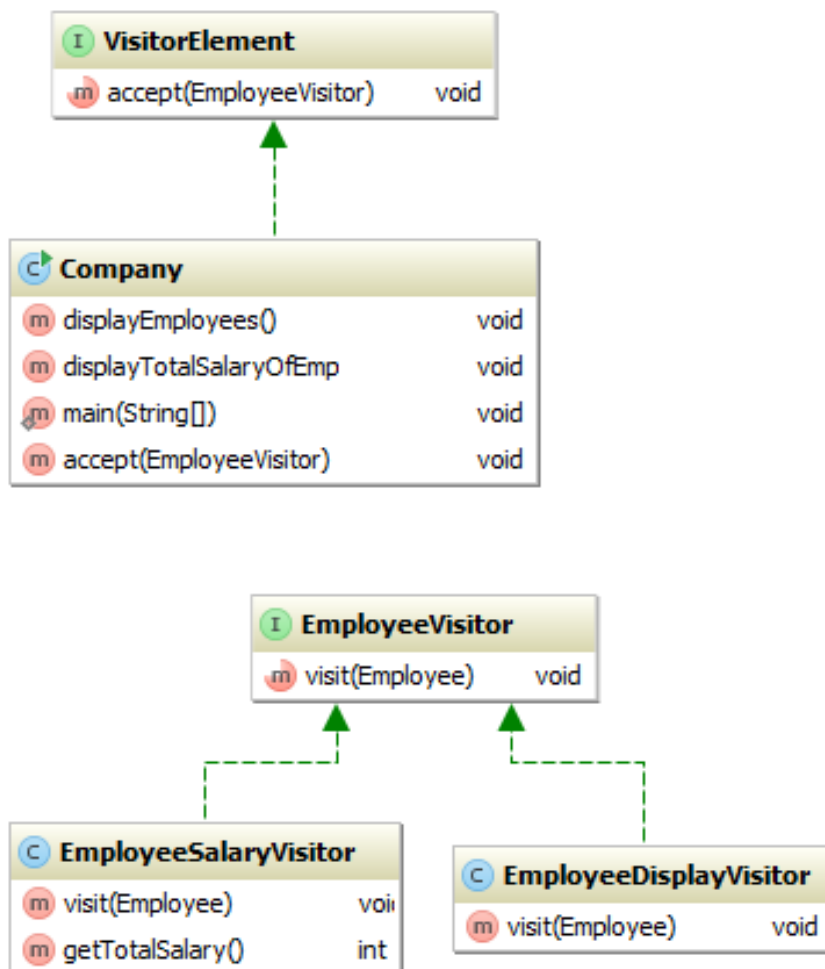 I VisitorElement
m accept(EmployeeVisitor) void
C Company
m displayEmployees() void
m displayTotalSalaryOfEmp void
m main(String[]) void
m accept(EmployeeVisitor) void
I EmployeeVisitor
m visit(Employee) void
C EmployeeSalaryVisitor
m visit(Employee) voi
m getTotalSalary() int
C EmployeeDisplayVisitor
m visit(Employee) void